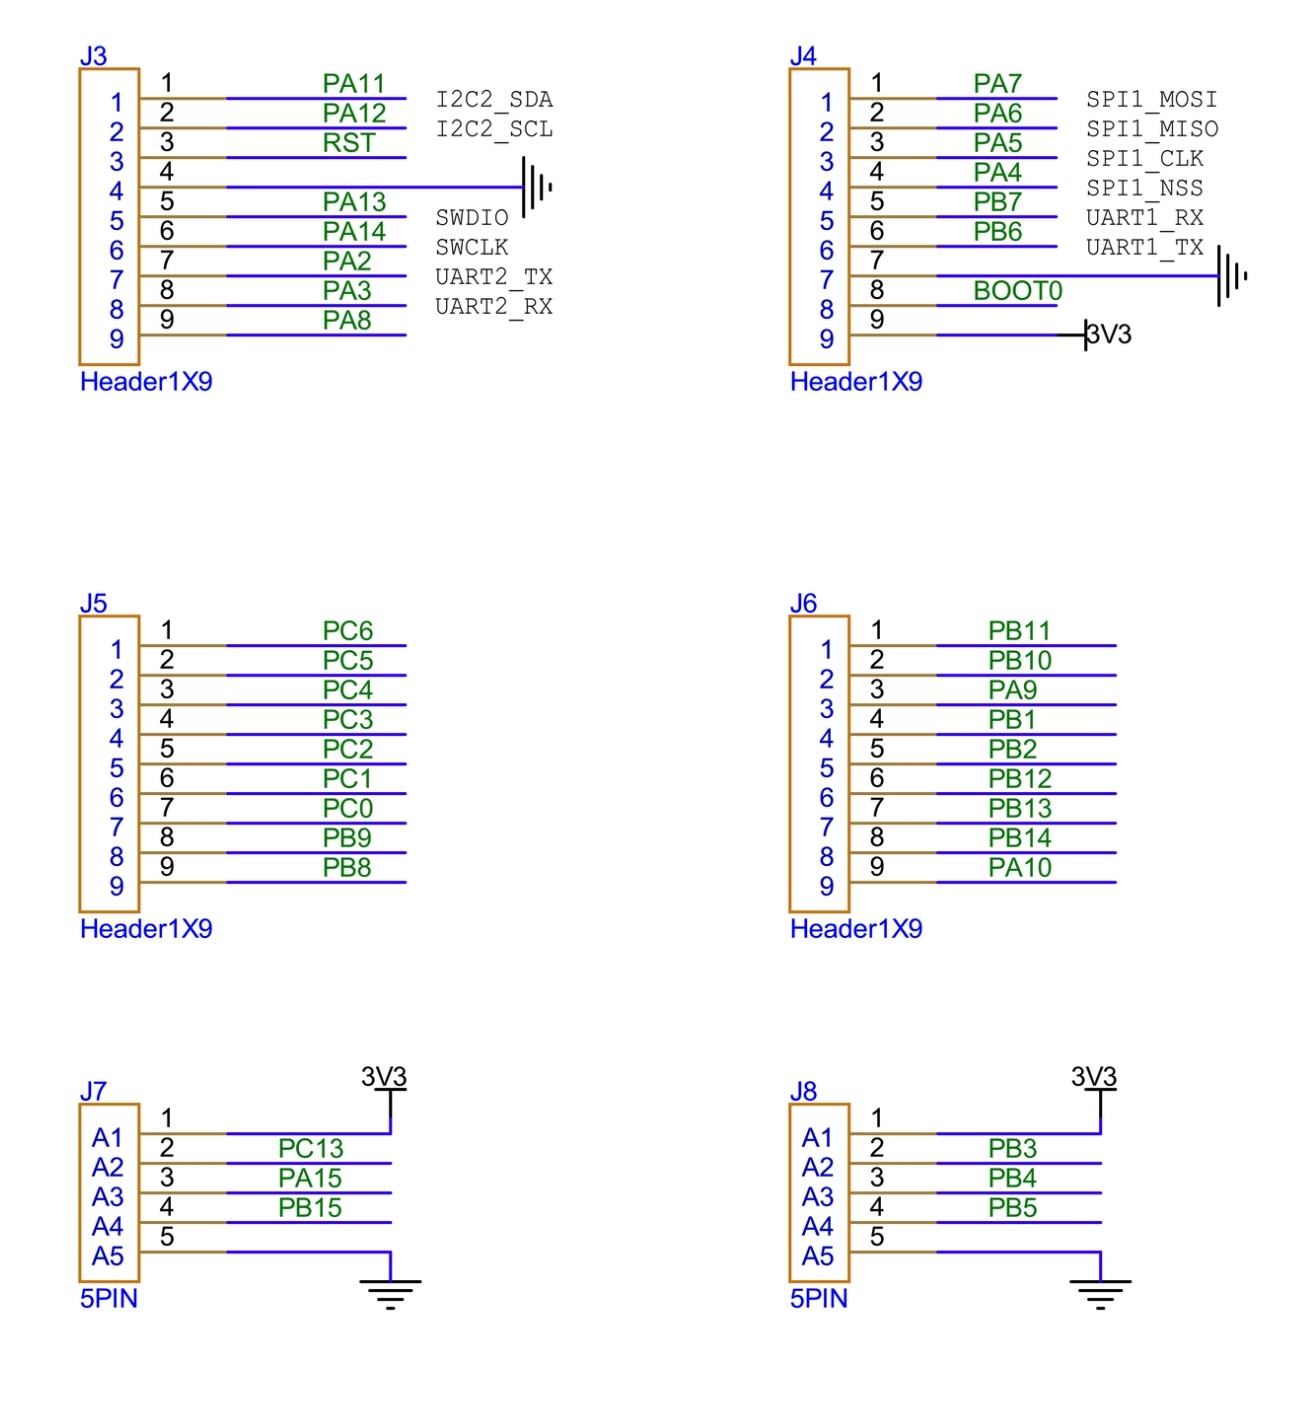 J3
1 1 PA11 I2C2_SDA
2 2 PA12 I2C2_SCL
3 3 RST
4 4
5 5 PA13 SWDIO
6 6 PA14 SWCLK
7 7 PA2 UART2_TX
8 8 PA3 UART2_RX
9 9 PA8
Header1X9
J4
1 1 PA7 SPI1_MOSI
2 2 PA6 SPI1_MISO
3 3 PA5 SPI1_CLK
4 4 PA4 SPI1_NSS
5 5 PB7 UART1_RX
6 6 PB6 UART1_TX
7 7
8 8 BOOT0
9 9 3V3
Header1X9
J5
1 1 PC6
2 2 PC5
3 3 PC4
4 4 PC3
5 5 PC2
6 6 PC1
7 7 PC0
8 8 PB9
9 9 PB8
Header1X9
J6
1 1 PB11
2 2 PB10
3 3 PA9
4 4 PB1
5 5 PB2
6 6 PB12
7 7 PB13
8 8 PB14
9 9 PA10
Header1X9
3V3
J7
A1 1
A2 2 PC13
A3 3 PA15
A4 4 PB15
A5 5
5PIN
3V3
J8
A1 1
A2 2 PB3
A3 3 PB4
A4 4 PB5
A5 5
5PIN